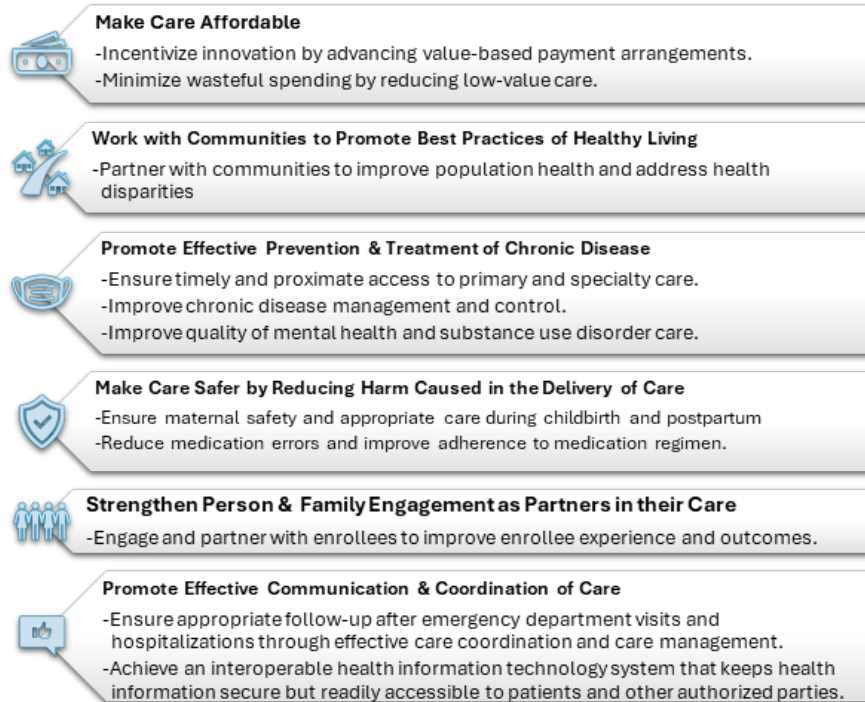 Make Care Affordable
-Incentivize innovation by advancing value-based payment arrangements.
-Minimize wasteful spending by reducing low-value care.
Work with Communities to Promote Best Practices of Healthy Living
-Partner with communities to improve population health and address health
disparities
Promote Effective Prevention & Treatment of Chronic Disease
-Ensure timely and proximate access to primary and specialty care.
-Improve chronic disease management and control.
-Improve quality of mental health and substance use disorder care.
Make Care Safer by Reducing Harm Caused in the Delivery of Care
-Ensure maternal safety and appropriate care during childbirth and postpartum
-Reduce medication errors and improve adherence to medication regimen.
Strengthen Person & Family Engagement as Partners in their Care
-Engage and partner with enrollees to improve enrollee experience and outcomes.
Promote Effective Communication & Coordination of Care
-Ensure appropriate follow-up after emergency department visits and
hospitalizations through effective care coordination and care management.
-Achieve an interoperable health information technology system that keeps health
information secure but readily accessible to patients and other authorized parties.